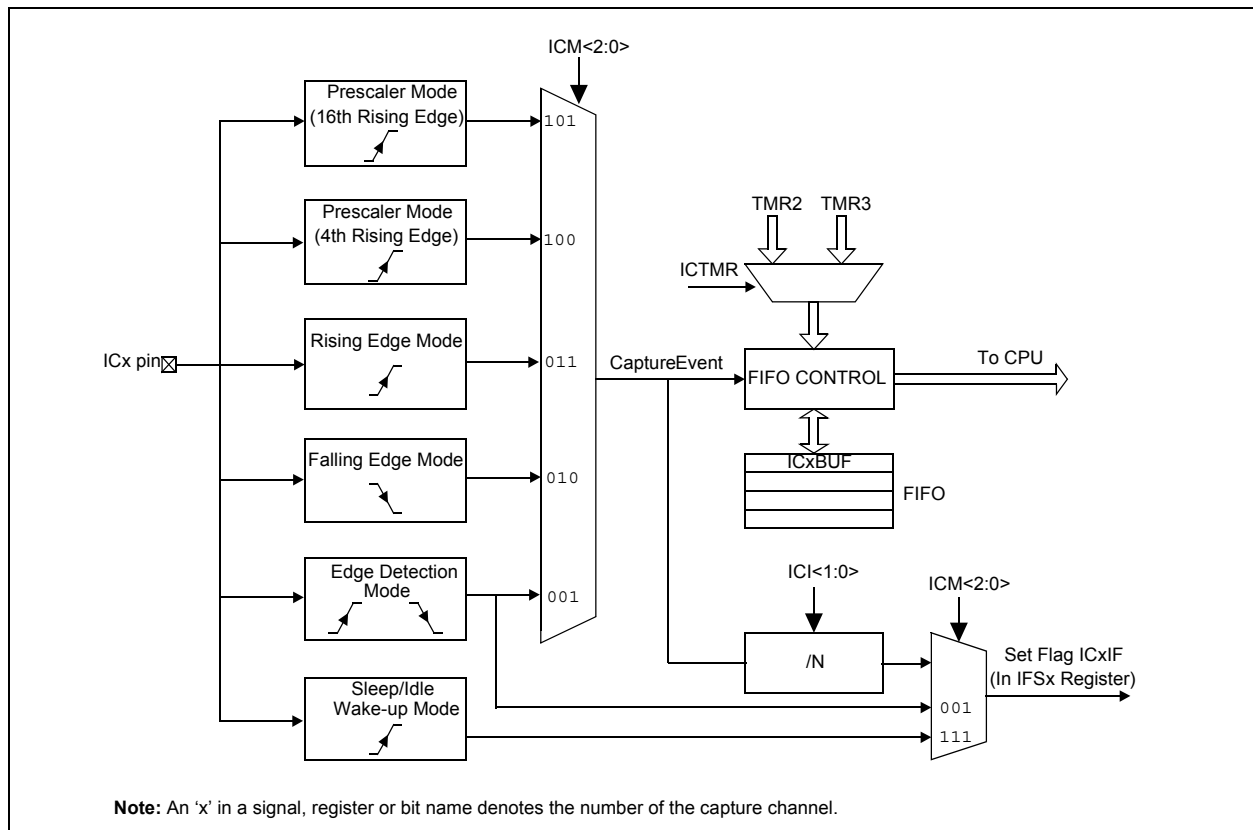 ICM<2:0>
Prescaler Mode
(16th Rising Edge)
101
Prescaler Mode
(4th Rising Edge)
100
TMR2
TMR3
ICTMR
ICx pin
Rising Edge Mode
011
CaptureEvent
FIFO CONTROL
To CPU
Falling Edge Mode
010
ICxBUF
FIFO
Edge Detection
Mode
001
ICI<1:0>
ICM<2:0>
/N
Set Flag ICxIF
(In IFSx Register)
Sleep/Idle
Wake-up Mode
001
111
Note: An ‘x’ in a signal, register or bit name denotes the number of the capture channel.